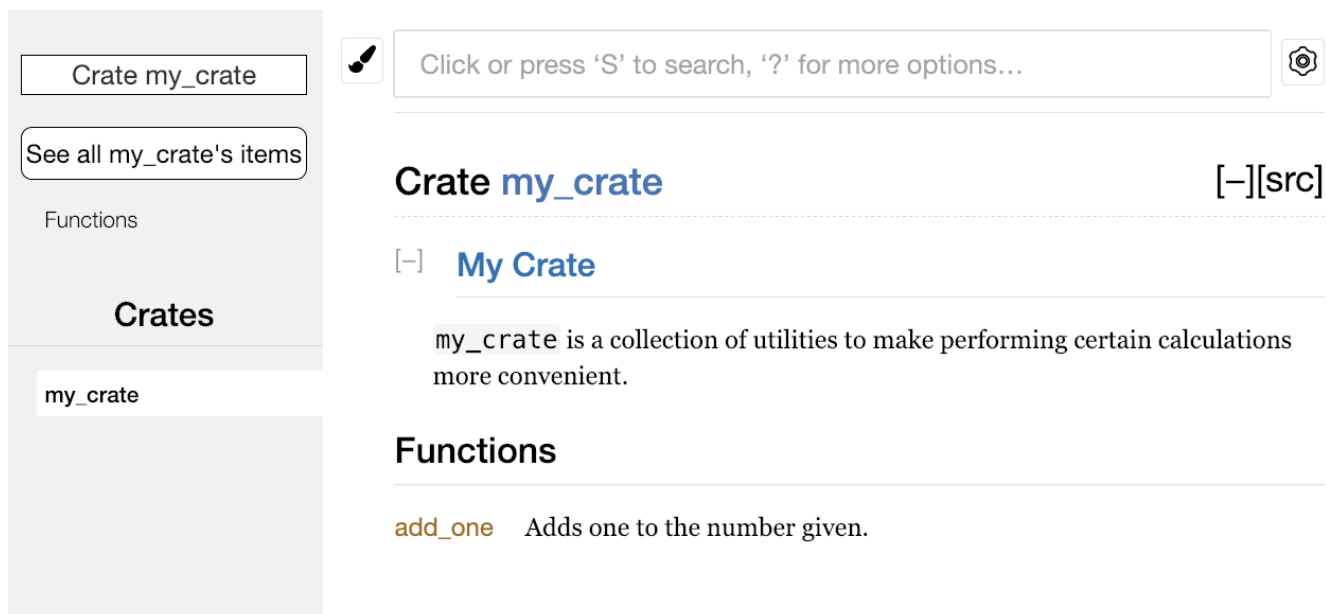 Crate my_crate
See all my_crate's items
Functions
Crates
my_crate
Click or press ‘S’ to search, ‘?’ for more options…
Crate my_crate
[−][src]
[−] My Crate
my_crate is a collection of utilities to make performing certain calculations
more convenient.
Functions
add_one Adds one to the number given.